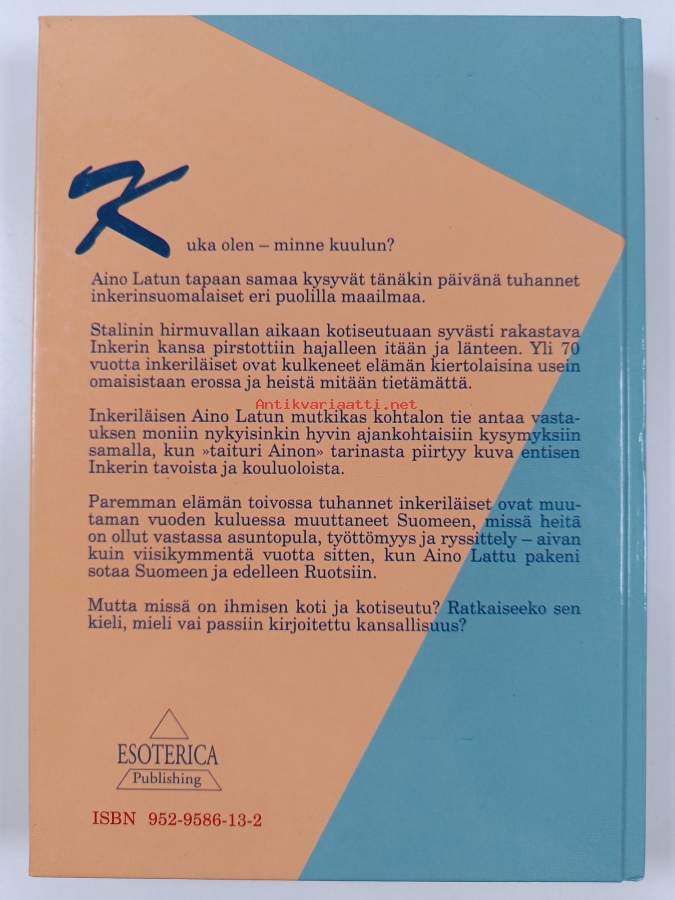 Kuka olen – minne kuulun?
Aino Latun tapaan samaa kysyvät tänäkin päivänä tuhannet
inkerinsuomalaiset eri puolilla maailmaa.
Stalinin hirmuvallan aikaan kotiseutuaan syvästi rakastava
Inkerin kansa pirstottiin hajalleen itään ja länteen. Yli 70
vuotta inkeriläiset ovat kulkeneet elämän kiertolaisina usein
omaisistaan erossa ja heistä mitään tietämättä.
Antikvariaatti.net
Inkeriläisen Aino Latun mutkikas kohtalon tie antaa vasta-
uksen moniin nykyisinkin hyvin ajankohtaisiin kysymyksiin
samalla, kun »taituri Ainon» tarinasta piirtyy kuva entisen
Inkerin tavoista ja kouluoloista.
Paremman elämän toivossa tuhannet inkeriläiset ovat muu-
taman vuoden kuluessa muuttaneet Suomeen, missä heitä
on ollut vastassa asuntopula, työttömyys ja ryssittely – aivan
kuin viisikymmentä vuotta sitten, kun Aino Lattu pakeni
sotaa Suomeen ja edelleen Ruotsiin.
Mutta missä on ihmisen koti ja kotiseutu? Ratkaiseeko sen
kieli, mieli vai passiin kirjoitettu kansallisuus?
ESOTERICA
Publishing
ISBN 952-9586-13-2